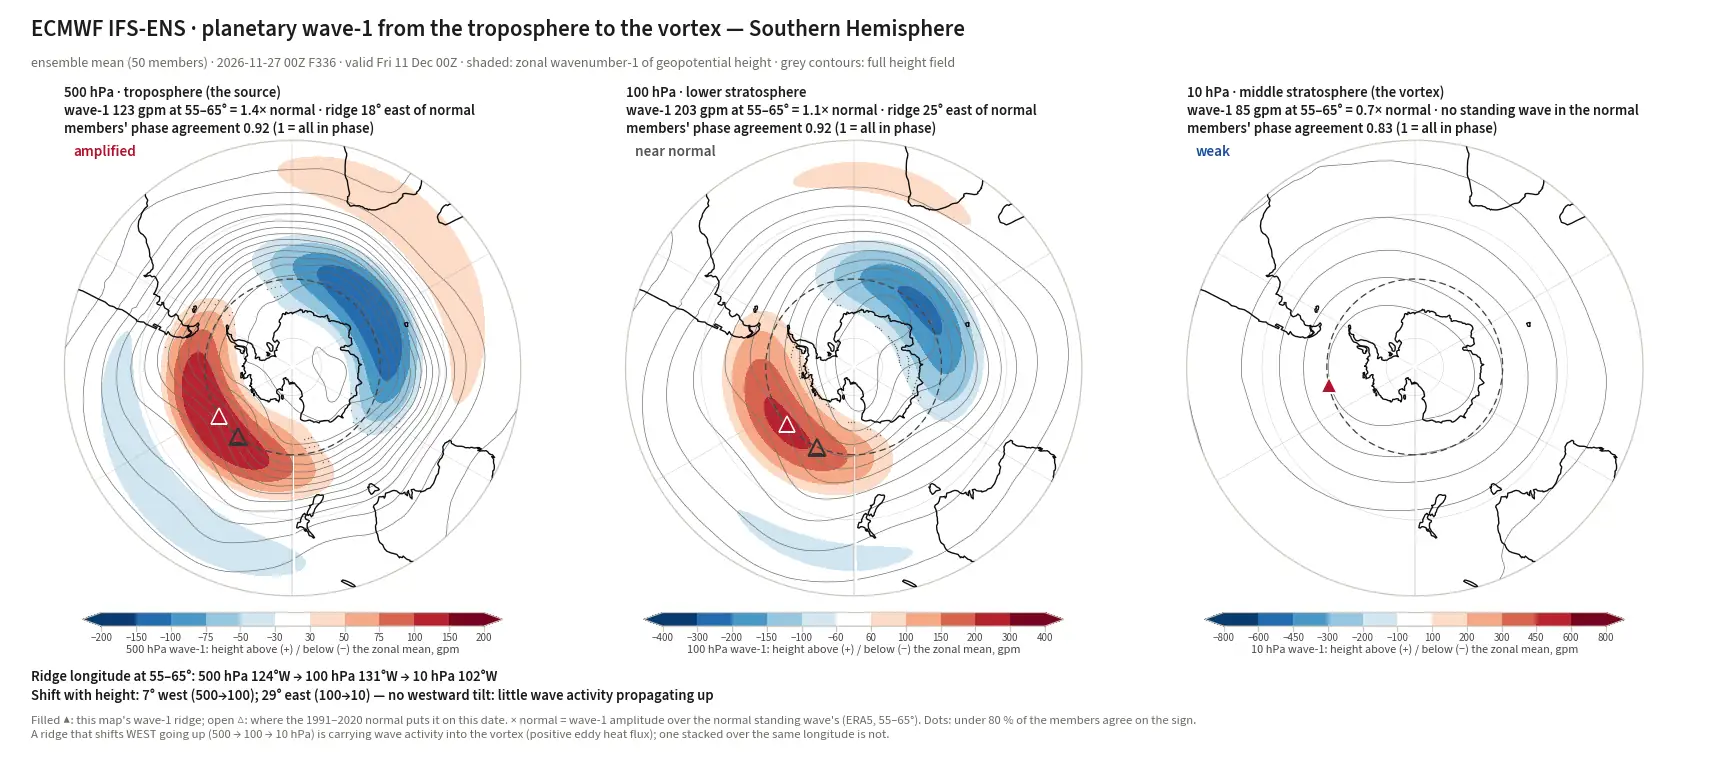 ECMWF IFS-ENS · planetary wave-1 from the troposphere to the vortex — Southern Hemisphere
ensemble mean (50 members) · 2026-11-27 00Z F336 · valid Fri 11 Dec 00Z · shaded: zonal wavenumber-1 of geopotential height · grey contours: full height field
500 hPa · troposphere (the source)
wave-1 123 gpm at 55–65° = 1.4× normal · ridge 18° east of normal
members' phase agreement 0.92 (1 = all in phase)
amplified
100 hPa · lower stratosphere
wave-1 203 gpm at 55–65° = 1.1× normal · ridge 25° east of normal
members' phase agreement 0.92 (1 = all in phase)
near normal
10 hPa · middle stratosphere (the vortex)
wave-1 85 gpm at 55–65° = 0.7× normal · no standing wave in the normal
members' phase agreement 0.83 (1 = all in phase)
weak
−200 −150 −100 −75 −50 −30 30 50 75 100 150 200
500 hPa wave-1: height above (+) / below (−) the zonal mean, gpm
−400 −300 −200 −150 −100 −60 60 100 150 200 300 400
100 hPa wave-1: height above (+) / below (−) the zonal mean, gpm
−800 −600 −450 −300 −200 −100 100 200 300 450 600 800
10 hPa wave-1: height above (+) / below (−) the zonal mean, gpm
Ridge longitude at 55–65°: 500 hPa 124°W → 100 hPa 131°W → 10 hPa 102°W
Shift with height: 7° west (500→100); 29° east (100→10) — no westward tilt: little wave activity propagating up
Filled ▲: this map's wave-1 ridge; open △: where the 1991–2020 normal puts it on this date. × normal = wave-1 amplitude over the normal standing wave's (ERA5, 55–65°). Dots: under 80 % of the members agree on the sign.
A ridge that shifts WEST going up (500 → 100 → 10 hPa) is carrying wave activity into the vortex (positive eddy heat flux); one stacked over the same longitude is not.